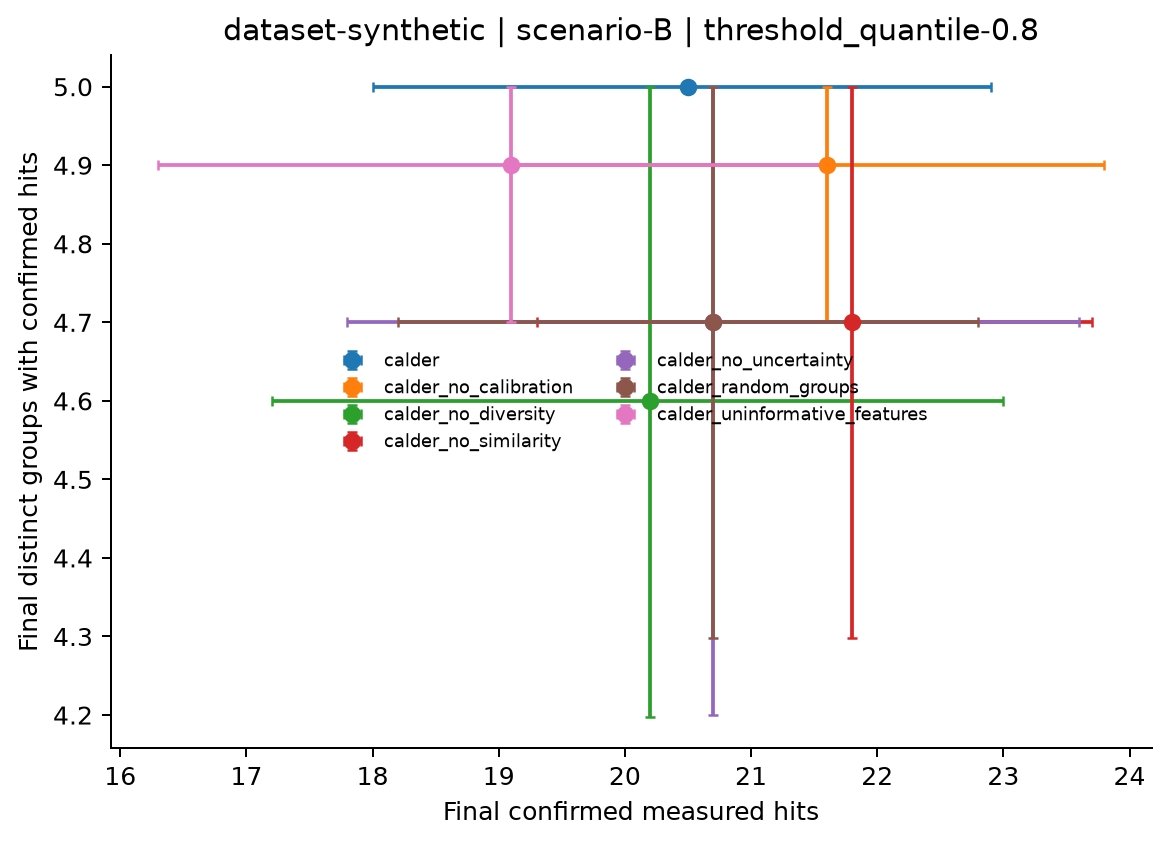 dataset-synthetic | scenario-B | threshold_quantile-0.8
Final distinct groups with confirmed hits
5.0
4.9
4.8
4.7
4.6
4.5
4.4
4.3
4.2
calder
calder_no_calibration
calder_no_diversity
calder_no_similarity
calder_no_uncertainty
calder_random_groups
calder_uninformative_features
16 17 18 19 20 21 22 23 24
Final confirmed measured hits